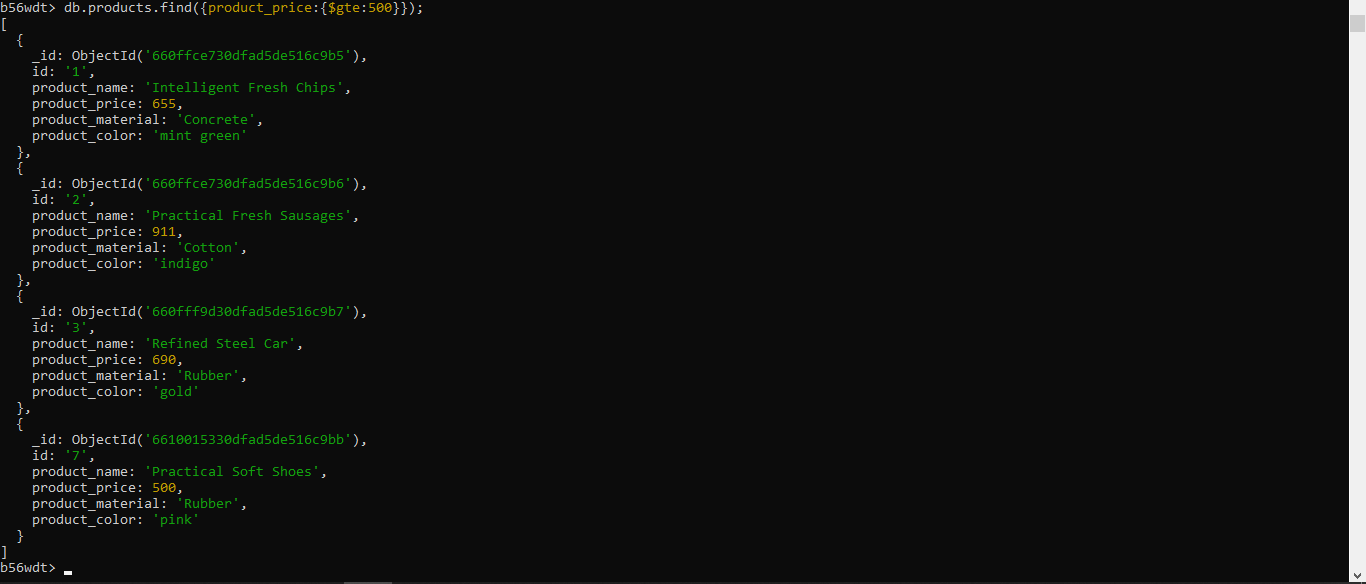 b56wdt> db.products.find({product_price:{$gte:500}});
[
  {
    _id: ObjectId('660ffce730dfad5de516c9b5'),
    id: '1',
    product_name: 'Intelligent Fresh Chips',
    product_price: 655,
    product_material: 'Concrete',
    product_color: 'mint green'
  },
  {
    _id: ObjectId('660ffce730dfad5de516c9b6'),
    id: '2',
    product_name: 'Practical Fresh Sausages',
    product_price: 911,
    product_material: 'Cotton',
    product_color: 'indigo'
  },
  {
    _id: ObjectId('660fff9d30dfad5de516c9b7'),
    id: '3',
    product_name: 'Refined Steel Car',
    product_price: 690,
    product_material: 'Rubber',
    product_color: 'gold'
  },
  {
    _id: ObjectId('6610015330dfad5de516c9bb'),
    id: '7',
    product_name: 'Practical Soft Shoes',
    product_price: 500,
    product_material: 'Rubber',
    product_color: 'pink'
  }
]
b56wdt>